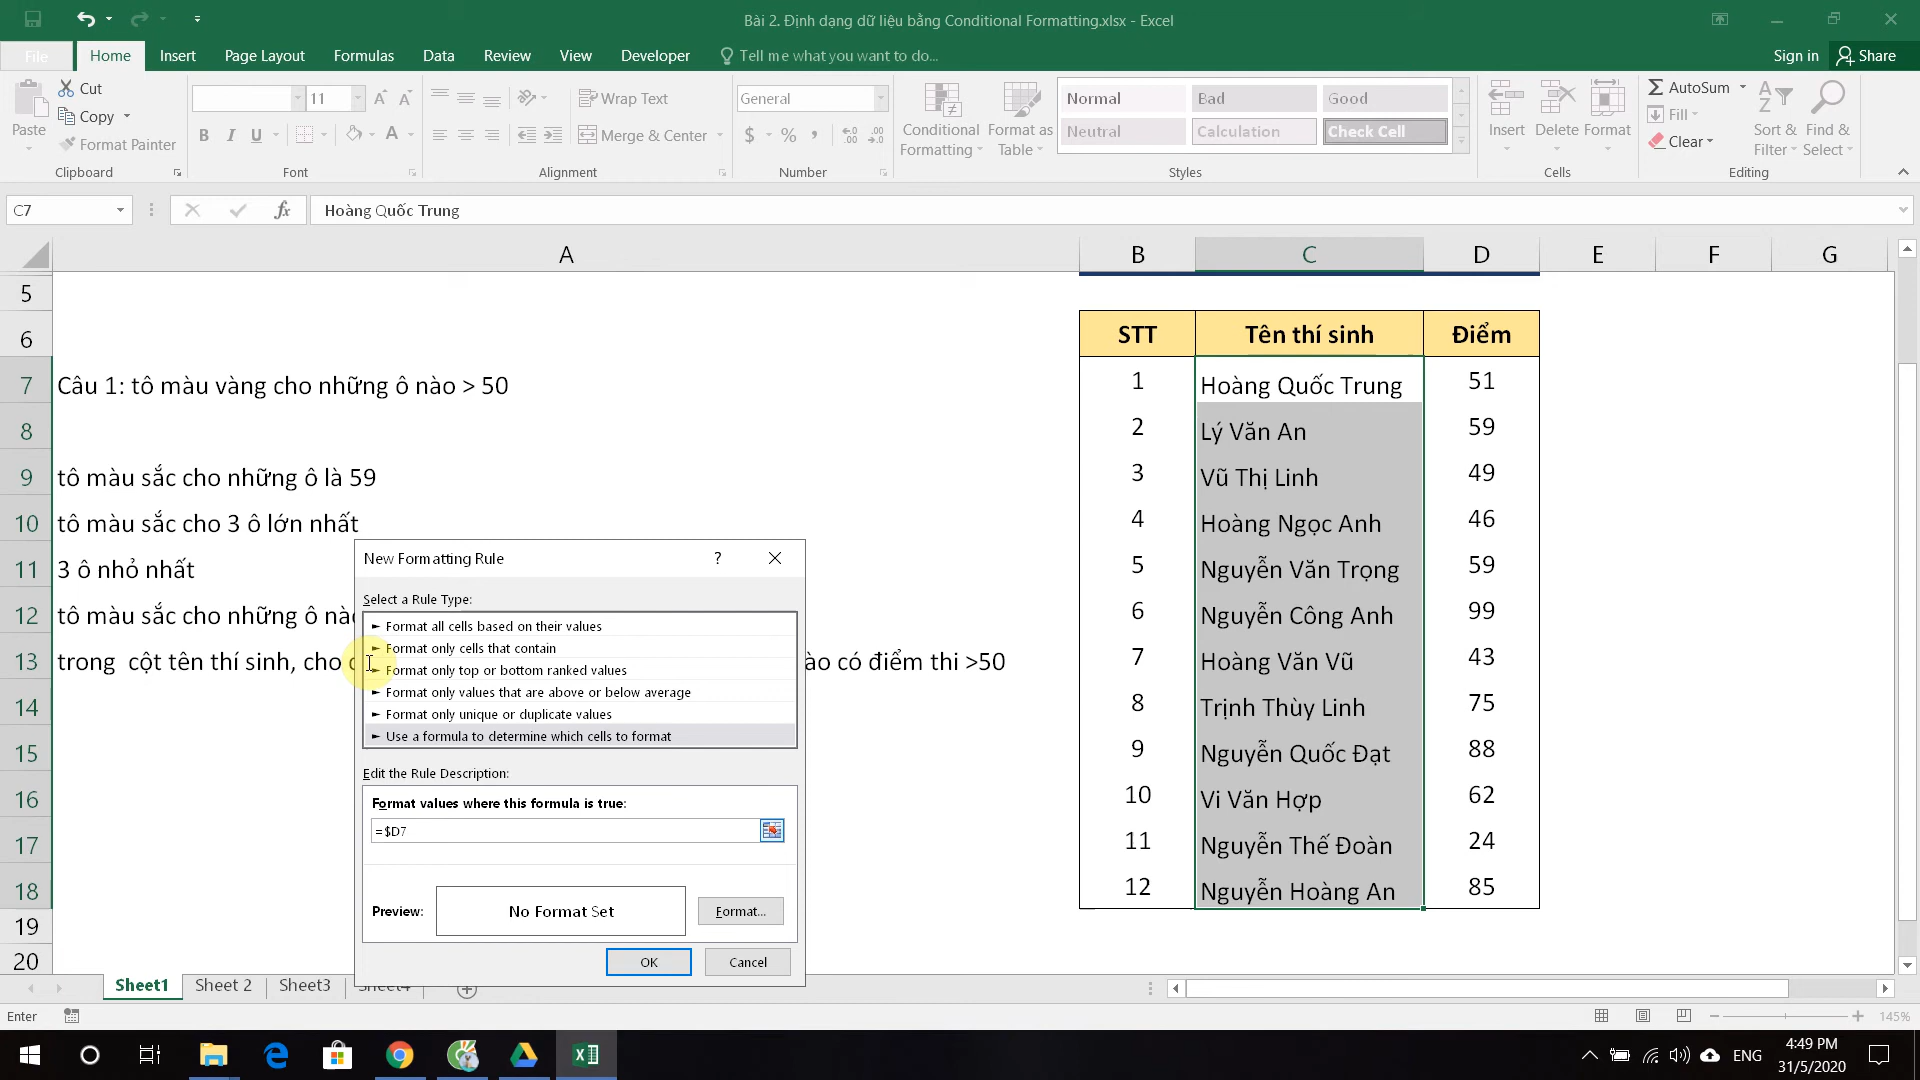 Bài 2. Định dạng dữ liệu bằng Conditional Formatting.xlsx - Excel
File Home Insert Page Layout Formulas Data Review View Developer Tell me what you want to do... Sign in Share
Paste Cut Copy Format Painter
Clipboard
11 B I U
Font
Wrap Text
Merge & Center
Alignment
General
$ % ,
Number
Conditional Formatting
Format as Table
Normal Bad Good
Neutral Calculation Check Cell
Styles
Insert Delete Format
Cells
AutoSum
Fill
Clear
Sort & Filter
Find & Select
Editing
C7 fx Hoàng Quốc Trung
A B C D E F G
5
6 STT Tên thí sinh Điểm
7 Câu 1: tô màu vàng cho những ô nào > 50 1 Hoàng Quốc Trung 51
8 2 Lý Văn An 59
9 tô màu sắc cho những ô là 59 3 Vũ Thị Linh 49
10 tô màu sắc cho 3 ô lớn nhất 4 Hoàng Ngọc Anh 46
11 3 ô nhỏ nhất 5 Nguyễn Văn Trọng 59
12 tô màu sắc cho những ô 6 Nguyễn Công Anh 99
13 trong cột tên thí sinh, cho có điểm thi >50 7 Hoàng Văn Vũ 43
14 8 Trịnh Thùy Linh 75
15 9 Nguyễn Quốc Đạt 88
16 10 Vi Văn Hợp 62
17 11 Nguyễn Thế Đoàn 24
18 12 Nguyễn Hoàng An 85
19
20
New Formatting Rule ?
Select a Rule Type:
► Format all cells based on their values
► Format only cells that contain
► Format only top or bottom ranked values
► Format only values that are above or below average
► Format only unique or duplicate values
► Use a formula to determine which cells to format
Edit the Rule Description:
Format values where this formula is true:
=$D7
Preview: No Format Set Format...
OK Cancel
Sheet1 Sheet 2 Sheet3 Sheet4
Enter 145%
ENG 4:49 PM
31/5/2020